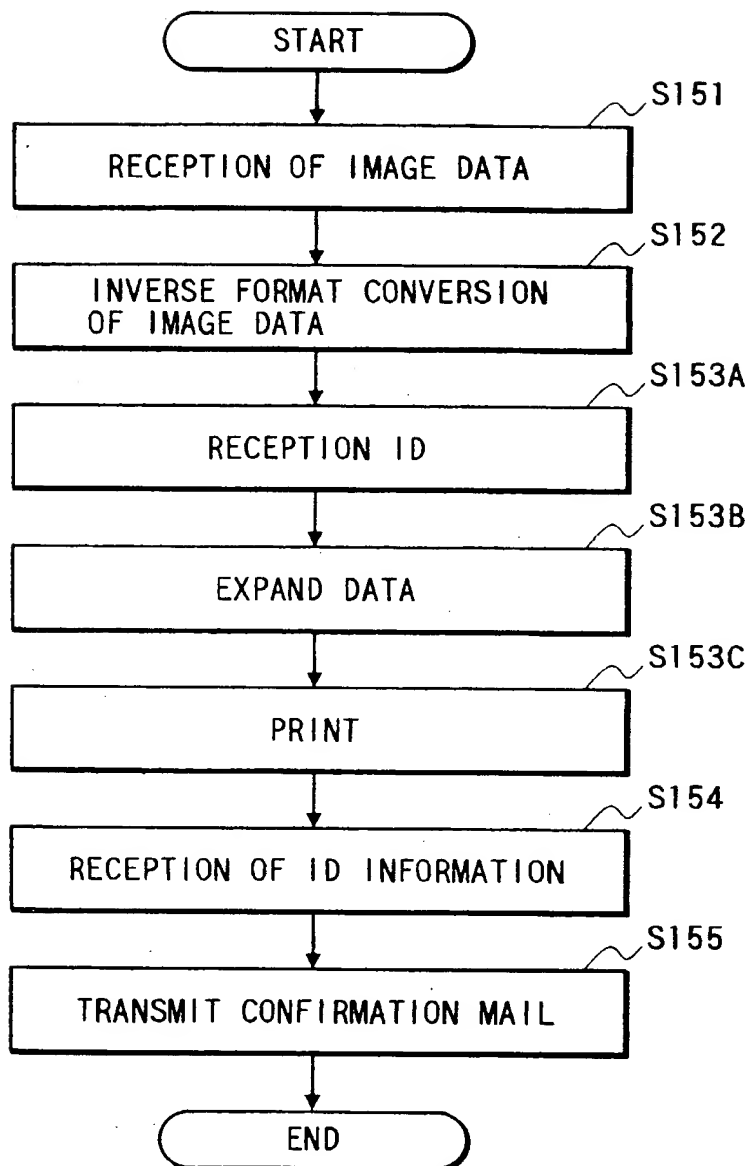 START
S151
RECEPTION OF IMAGE DATA
S152
INVERSE FORMAT CONVERSION
OF IMAGE DATA
S153A
RECEPTION ID
S153B
EXPAND DATA
S153C
PRINT
S154
RECEPTION OF ID INFORMATION
S155
TRANSMIT CONFIRMATION MAIL
END